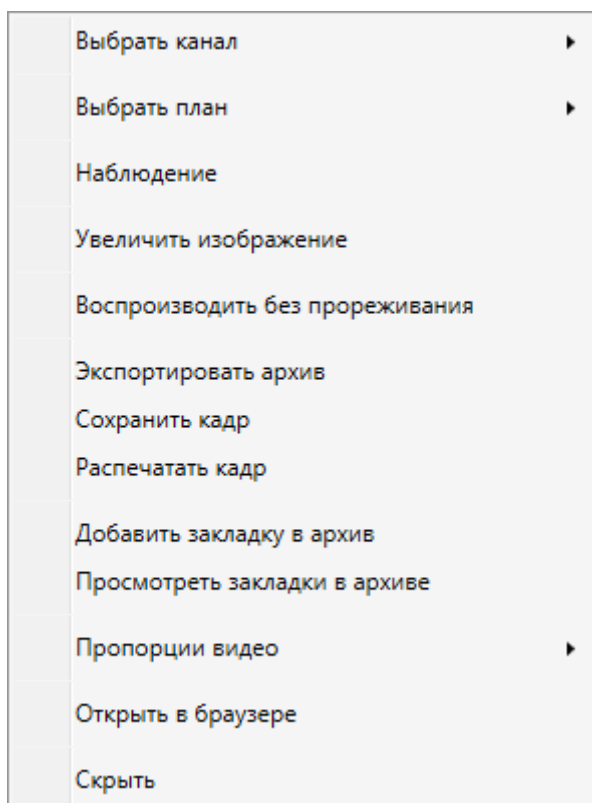 Выбрать канал
Выбрать план
Наблюдение
Увеличить изображение
Воспроизводить без прореживания
Экспортировать архив
Сохранить кадр
Распечатать кадр
Добавить закладку в архив
Просмотреть закладки в архиве
Пропорции видео
Открыть в браузере
Скрыть